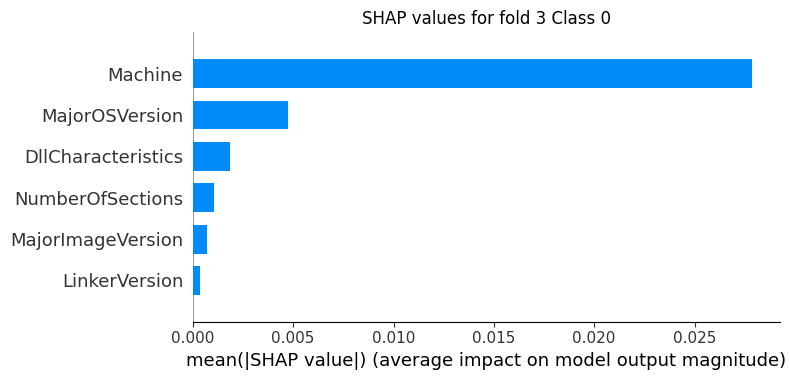 SHAP values for fold 3 Class 0
Machine
MajorOSVersion
DllCharacteristics
NumberOfSections
MajorImageVersion
LinkerVersion
0.000 0.005 0.010 0.015 0.020 0.025
mean(|SHAP value|) (average impact on model output magnitude)